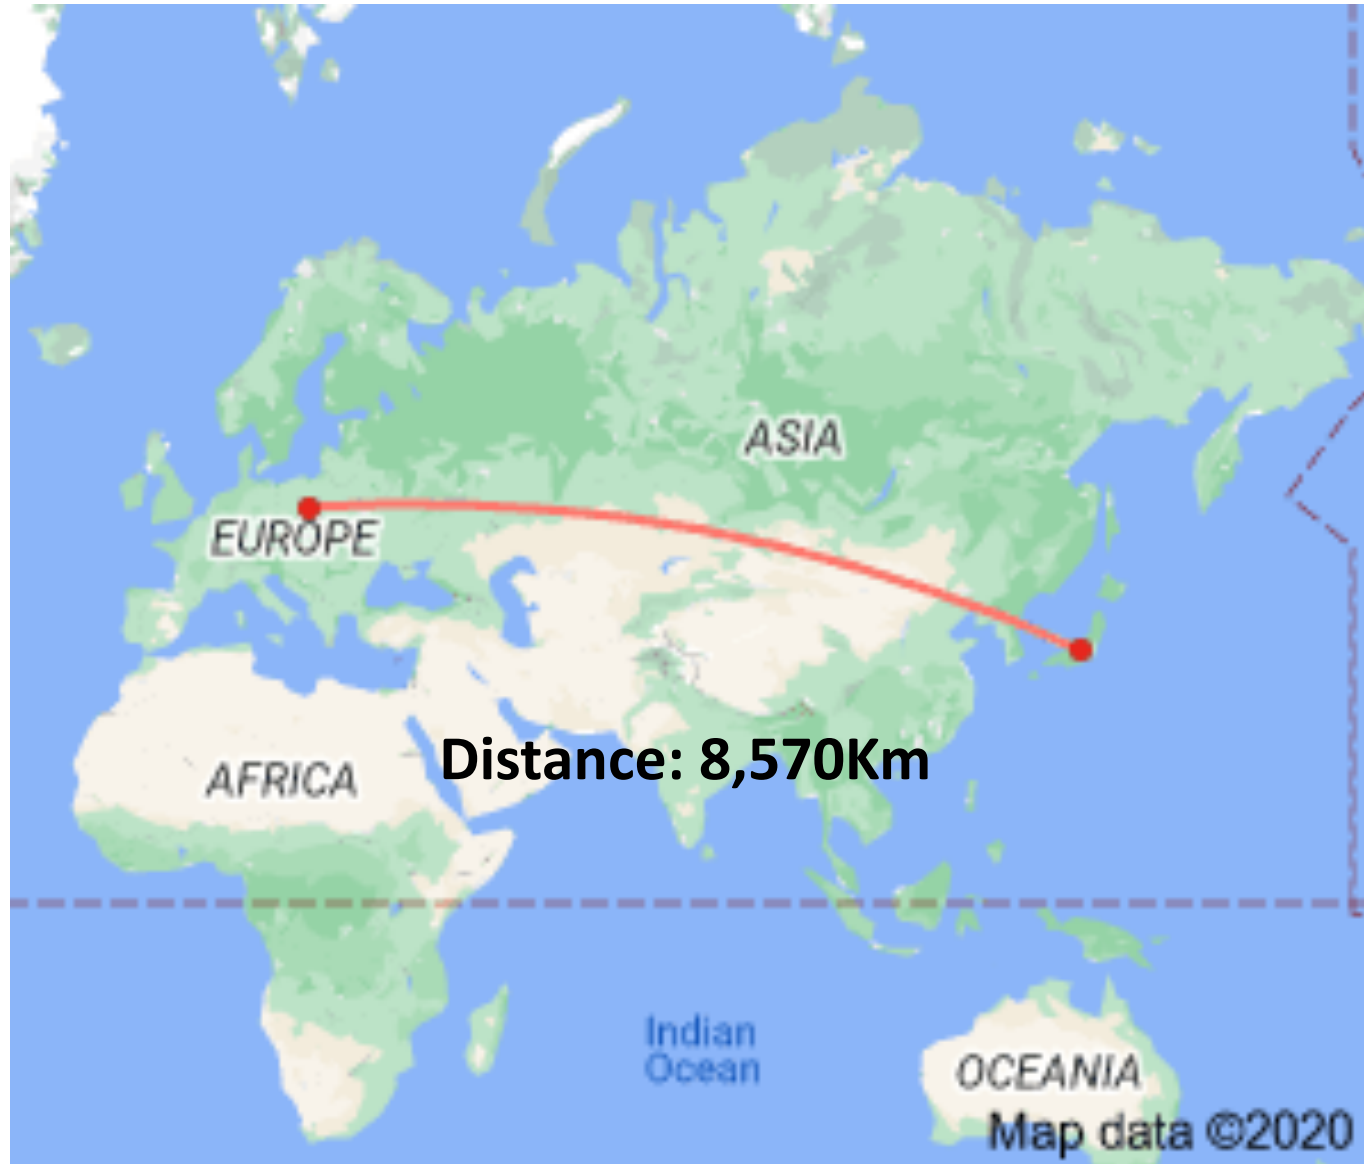 ASIA
EUROPE
Distance: 8,570Km
AFRICA
Indian
Ocean
OCEANIA
Map data ©2020